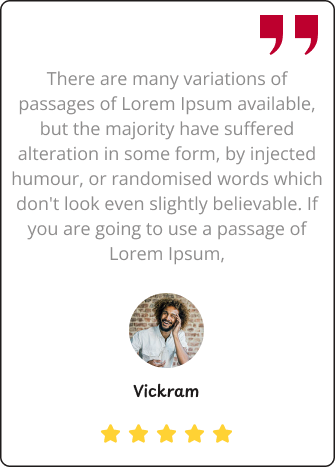 There are many variations of
passages of Lorem Ipsum available,
but the majority have suffered
alteration in some form, by injected
humour, or randomised words which
don't look even slightly believable. If
you are going to use a passage of
Lorem Ipsum,
Vickram